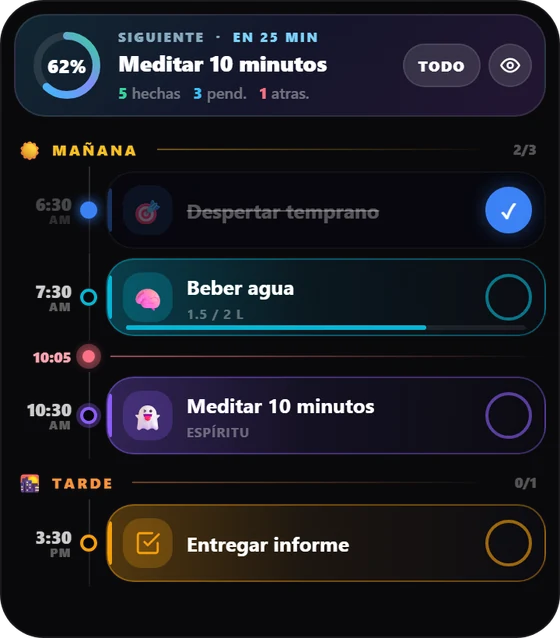 62%
SIGUIENTE · EN 25 MIN
Meditar 10 minutos
5 hechas 3 pend. 1 atras.
TODO
MAÑANA
2/3
6:30
AM
Despertar temprano
7:30
AM
Beber agua
1.5 / 2 L
10:05
10:30
AM
Meditar 10 minutos
ESPÍRITU
TARDE
0/1
3:30
PM
Entregar informe